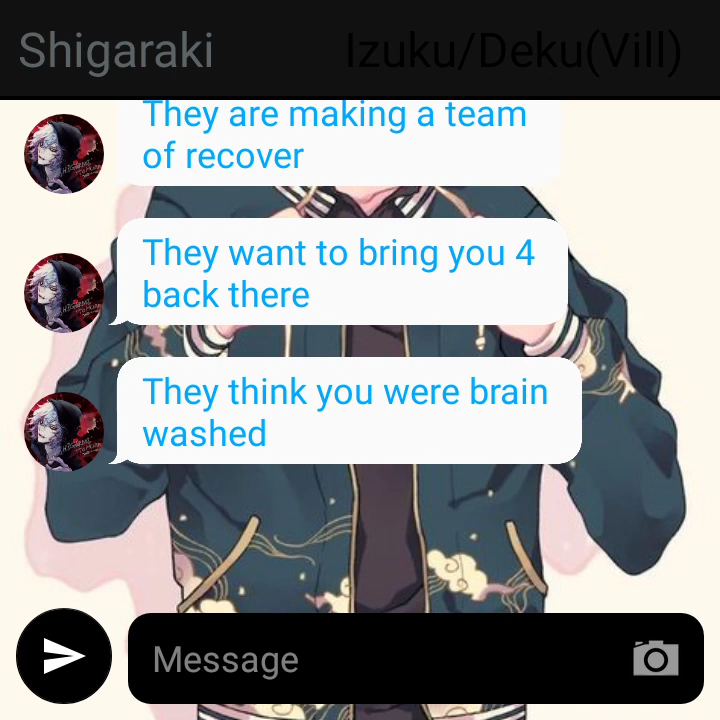 Shigaraki Izuku/Deku(Vill)
They are making a team
of recover
They want to bring you 4
back there
They think you were brain
washed
Message